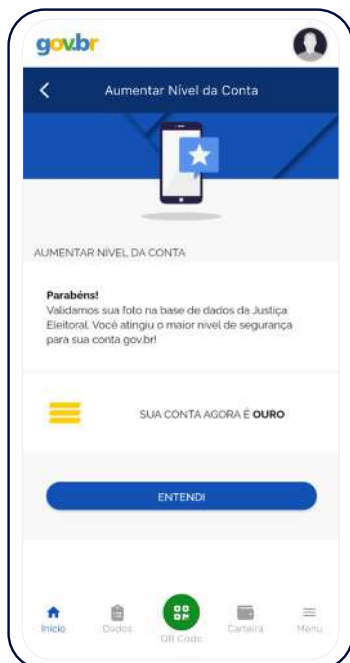 gov.br
Aumentar Nível da Conta
AUMENTAR NÍVEL DA CONTA
Parabéns!
Validamos sua foto na base de dados da Justiça
Eleitoral. Você atingiu o maior nível de segurança
para sua conta gov.br!
SUA CONTA AGORA É OURO
ENTENDI
Início
Dados
QR Code
Carteira
Menu